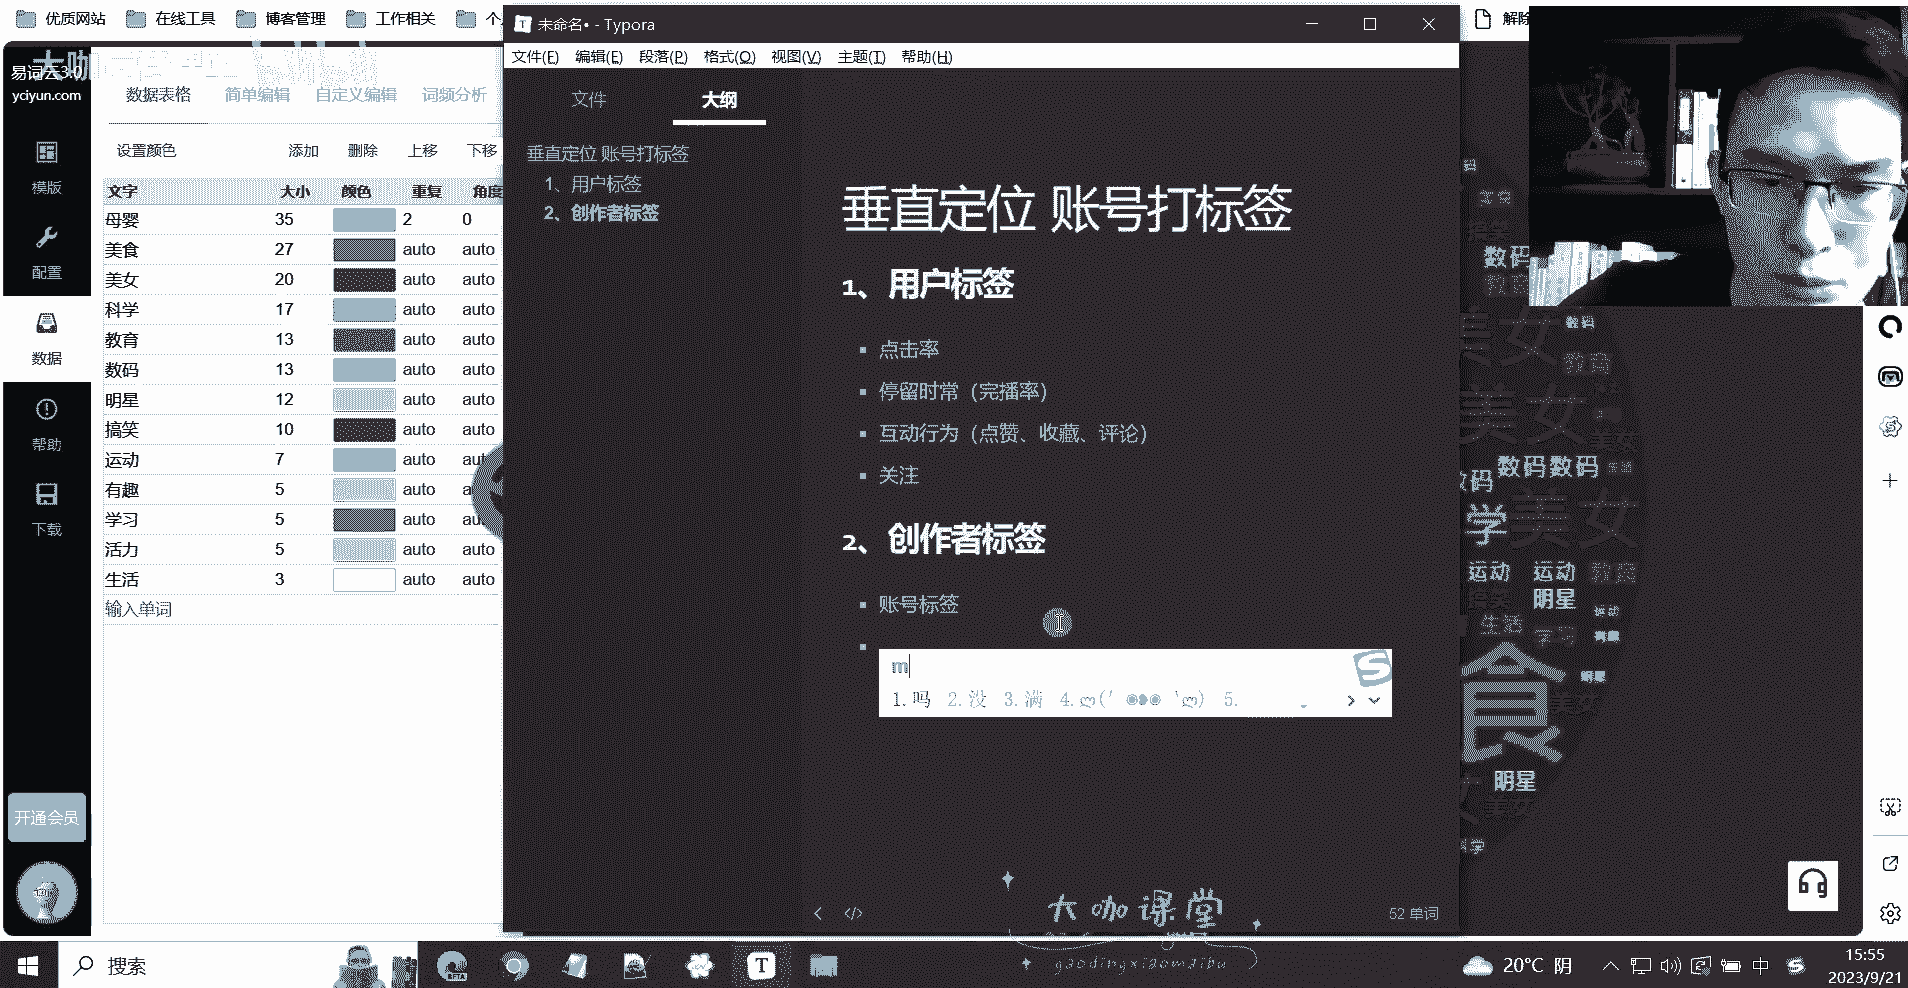 优质网站 在线工具 博客管理 工作相关
未命名• - Typora
解除
文件(F) 编辑(E) 段落(P) 格式(O) 视图(V) 主题(T) 帮助(H)
大咖
易词云3.0
yciyun.com
数据表格 简单编辑 自定义编辑 词频分析
文件 大纲
设置颜色 添加 删除 上移 下移
垂直定位 账号打标签
1、用户标签
2、创作者标签
模版
配置
数据
帮助
下载
开通会员
文字 大小 颜色 重复 角度
母婴 35 2 0
美食 27 auto auto
美女 20 auto auto
科学 17 auto auto
教育 13 auto auto
数码 13 auto auto
明星 12 auto auto
搞笑 10 auto auto
运动 7 auto
有趣 5 auto
学习 5 auto
活力 5 auto auto
生活 3 auto auto
输入单词
垂直定位 账号打标签
1、用户标签
点击率
停留时常（完播率）
互动行为（点赞、收藏、评论）
关注
2、创作者标签
账号标签
m
1.吗 2.没 3.满 4.ლ(′◉❥◉｀ლ) 5.
52 单词
数码
数码
美女
教育
美女
数码数码
数码
学
美女
运动 运动 教育
明星
生活 学习
食
明星
明星
美女
大咖课堂
gaodingxiaomaibu
搜索
20°C 阴
中
15:55
2023/9/21